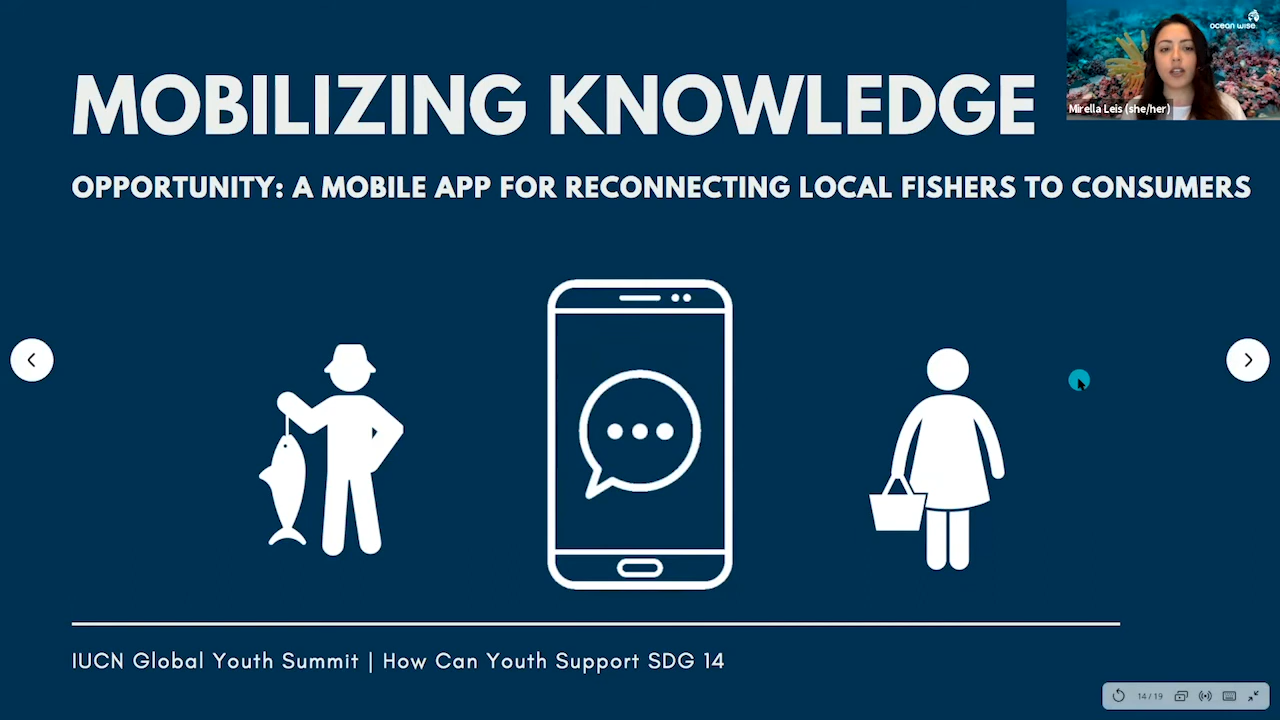 MOBILIZING KNOWLEDGE
OPPORTUNITY: A MOBILE APP FOR RECONNECTING LOCAL FISHERS TO CONSUMERS
ocean wise
Mirella Leis (she/her)
IUCN Global Youth Summit | How Can Youth Support SDG 14
14 / 19